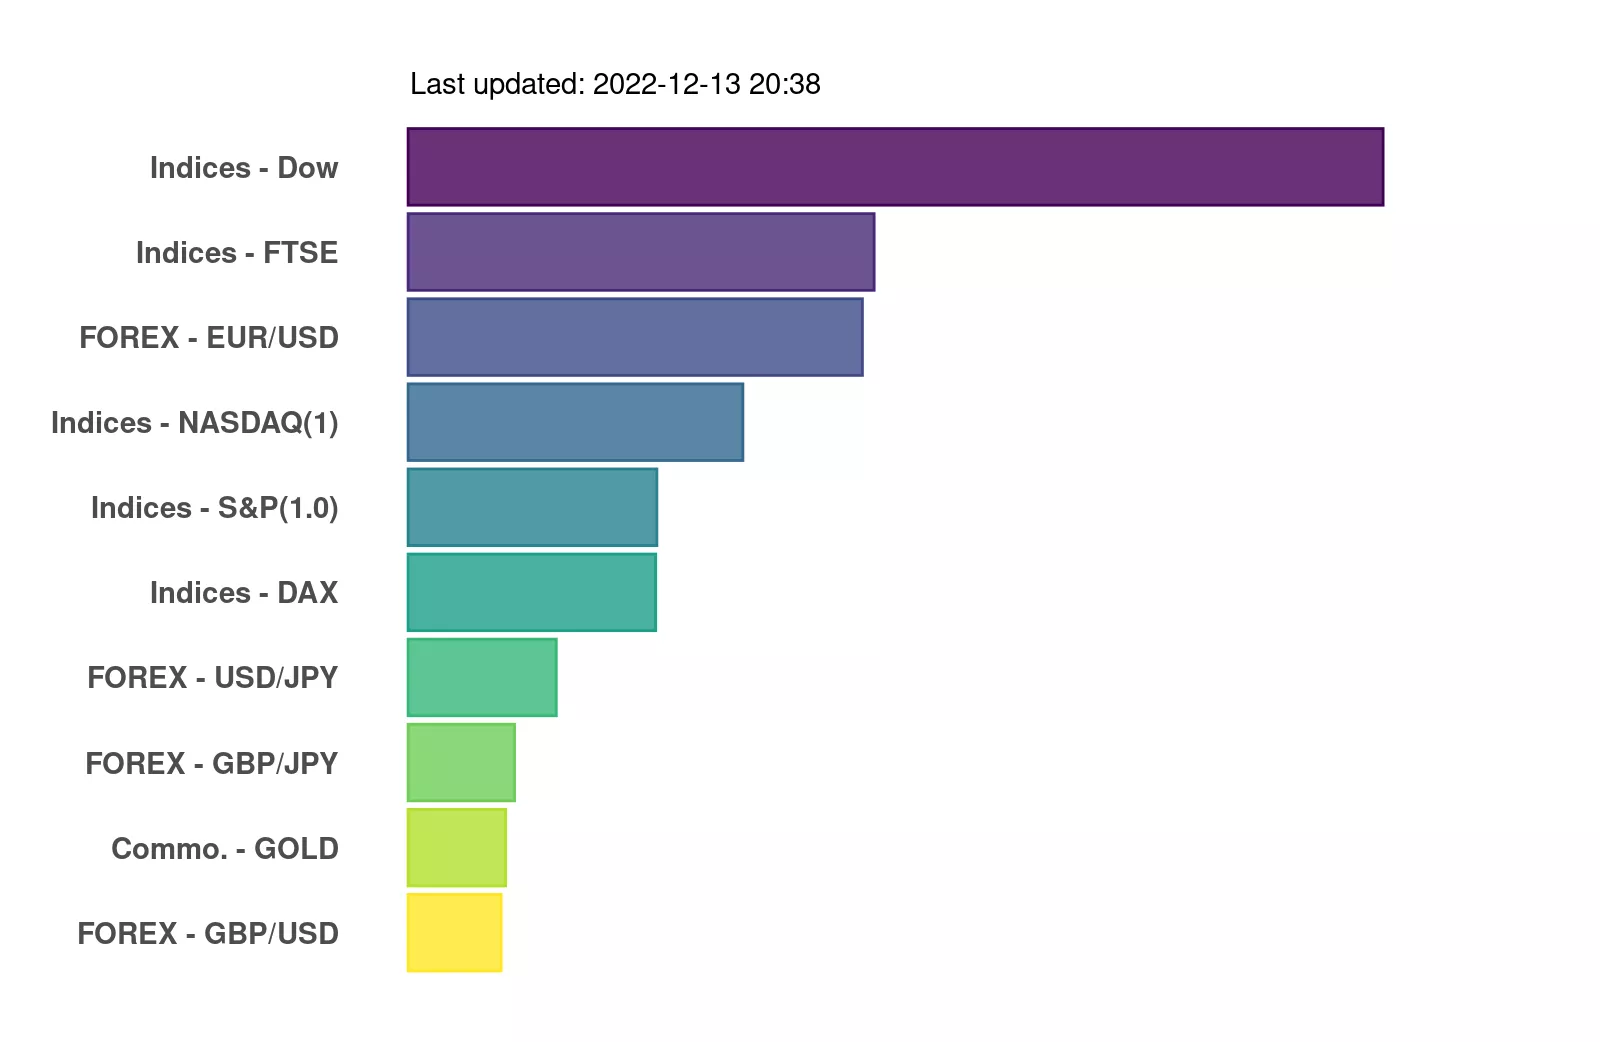 Last updated: 2022-12-13 20:38
Indices - Dow
Indices - FTSE
FOREX - EUR/USD
Indices - NASDAQ(1)
Indices - S&P(1.0)
Indices - DAX
FOREX - USD/JPY
FOREX - GBP/JPY
Commo. - GOLD
FOREX - GBP/USD